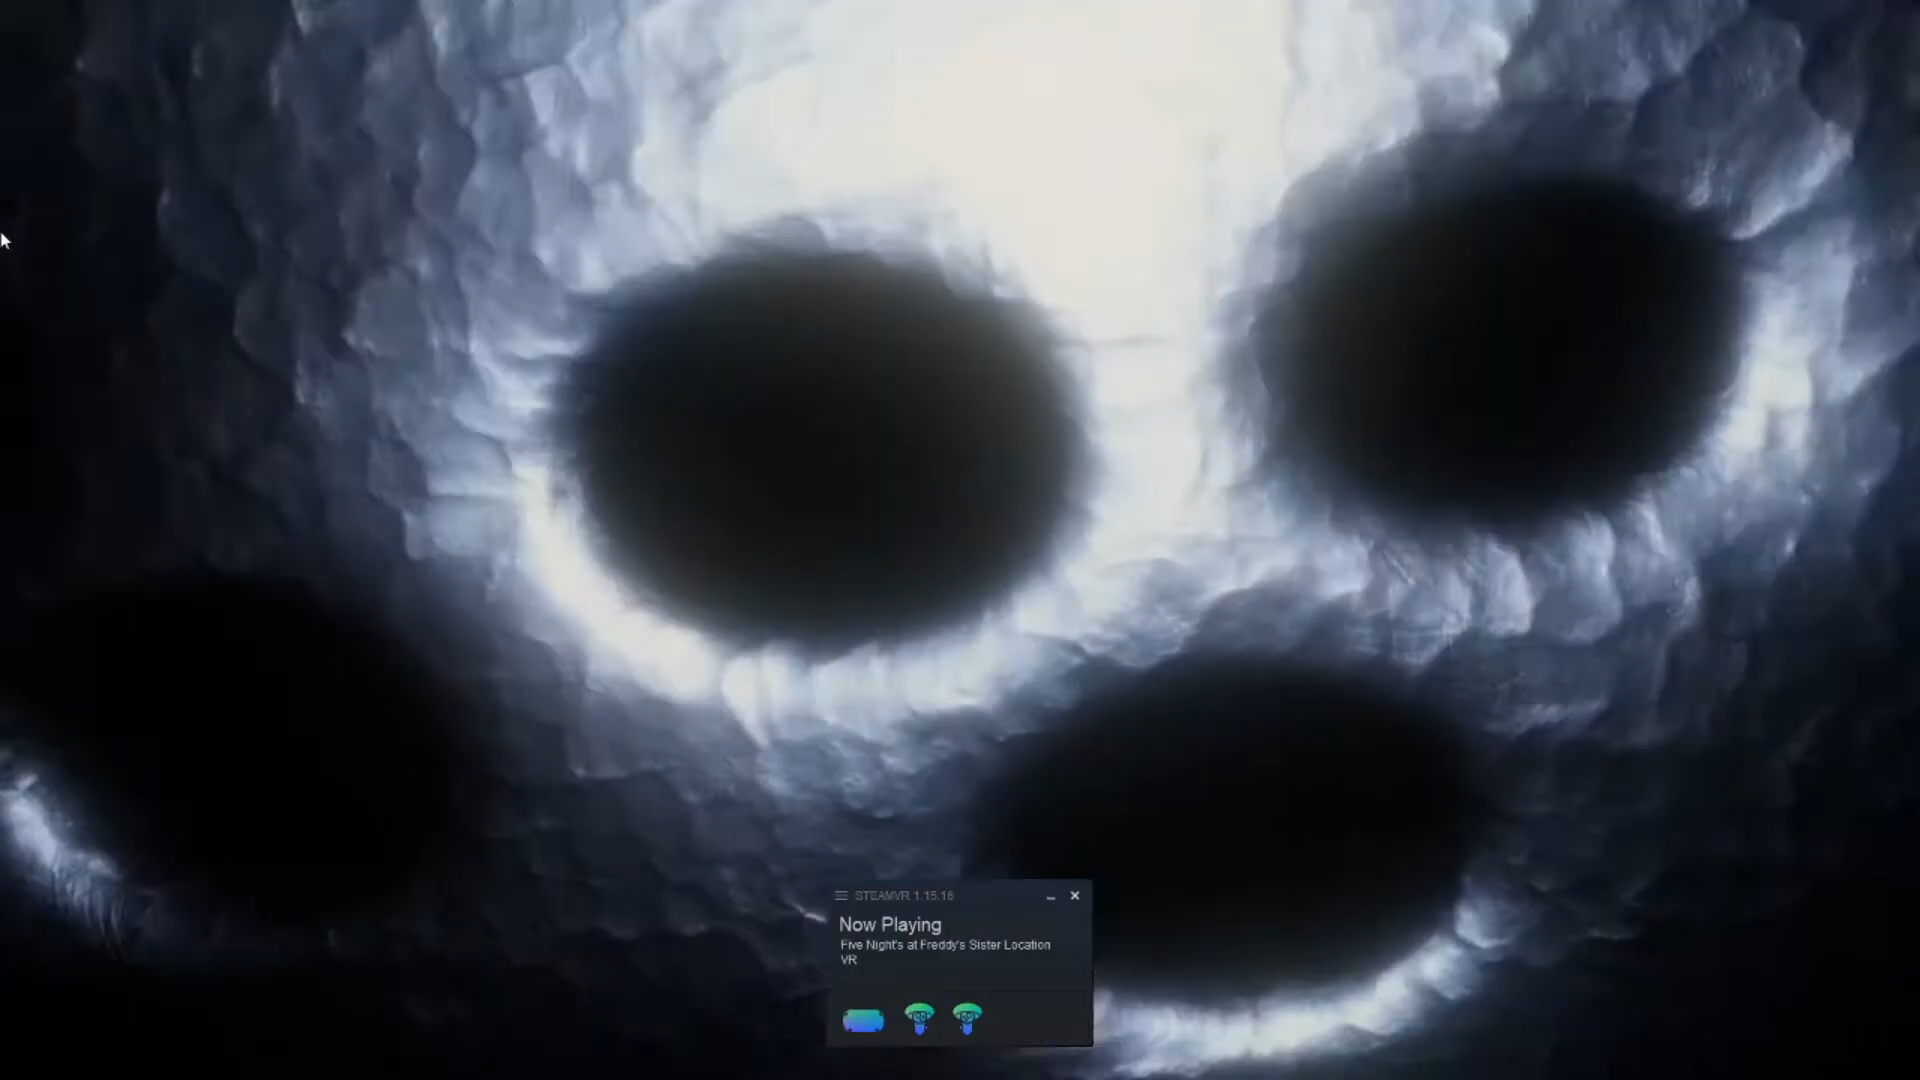 STEAMVR 1.15.16
Now Playing
Five Night's at Freddy's Sister Location
VR